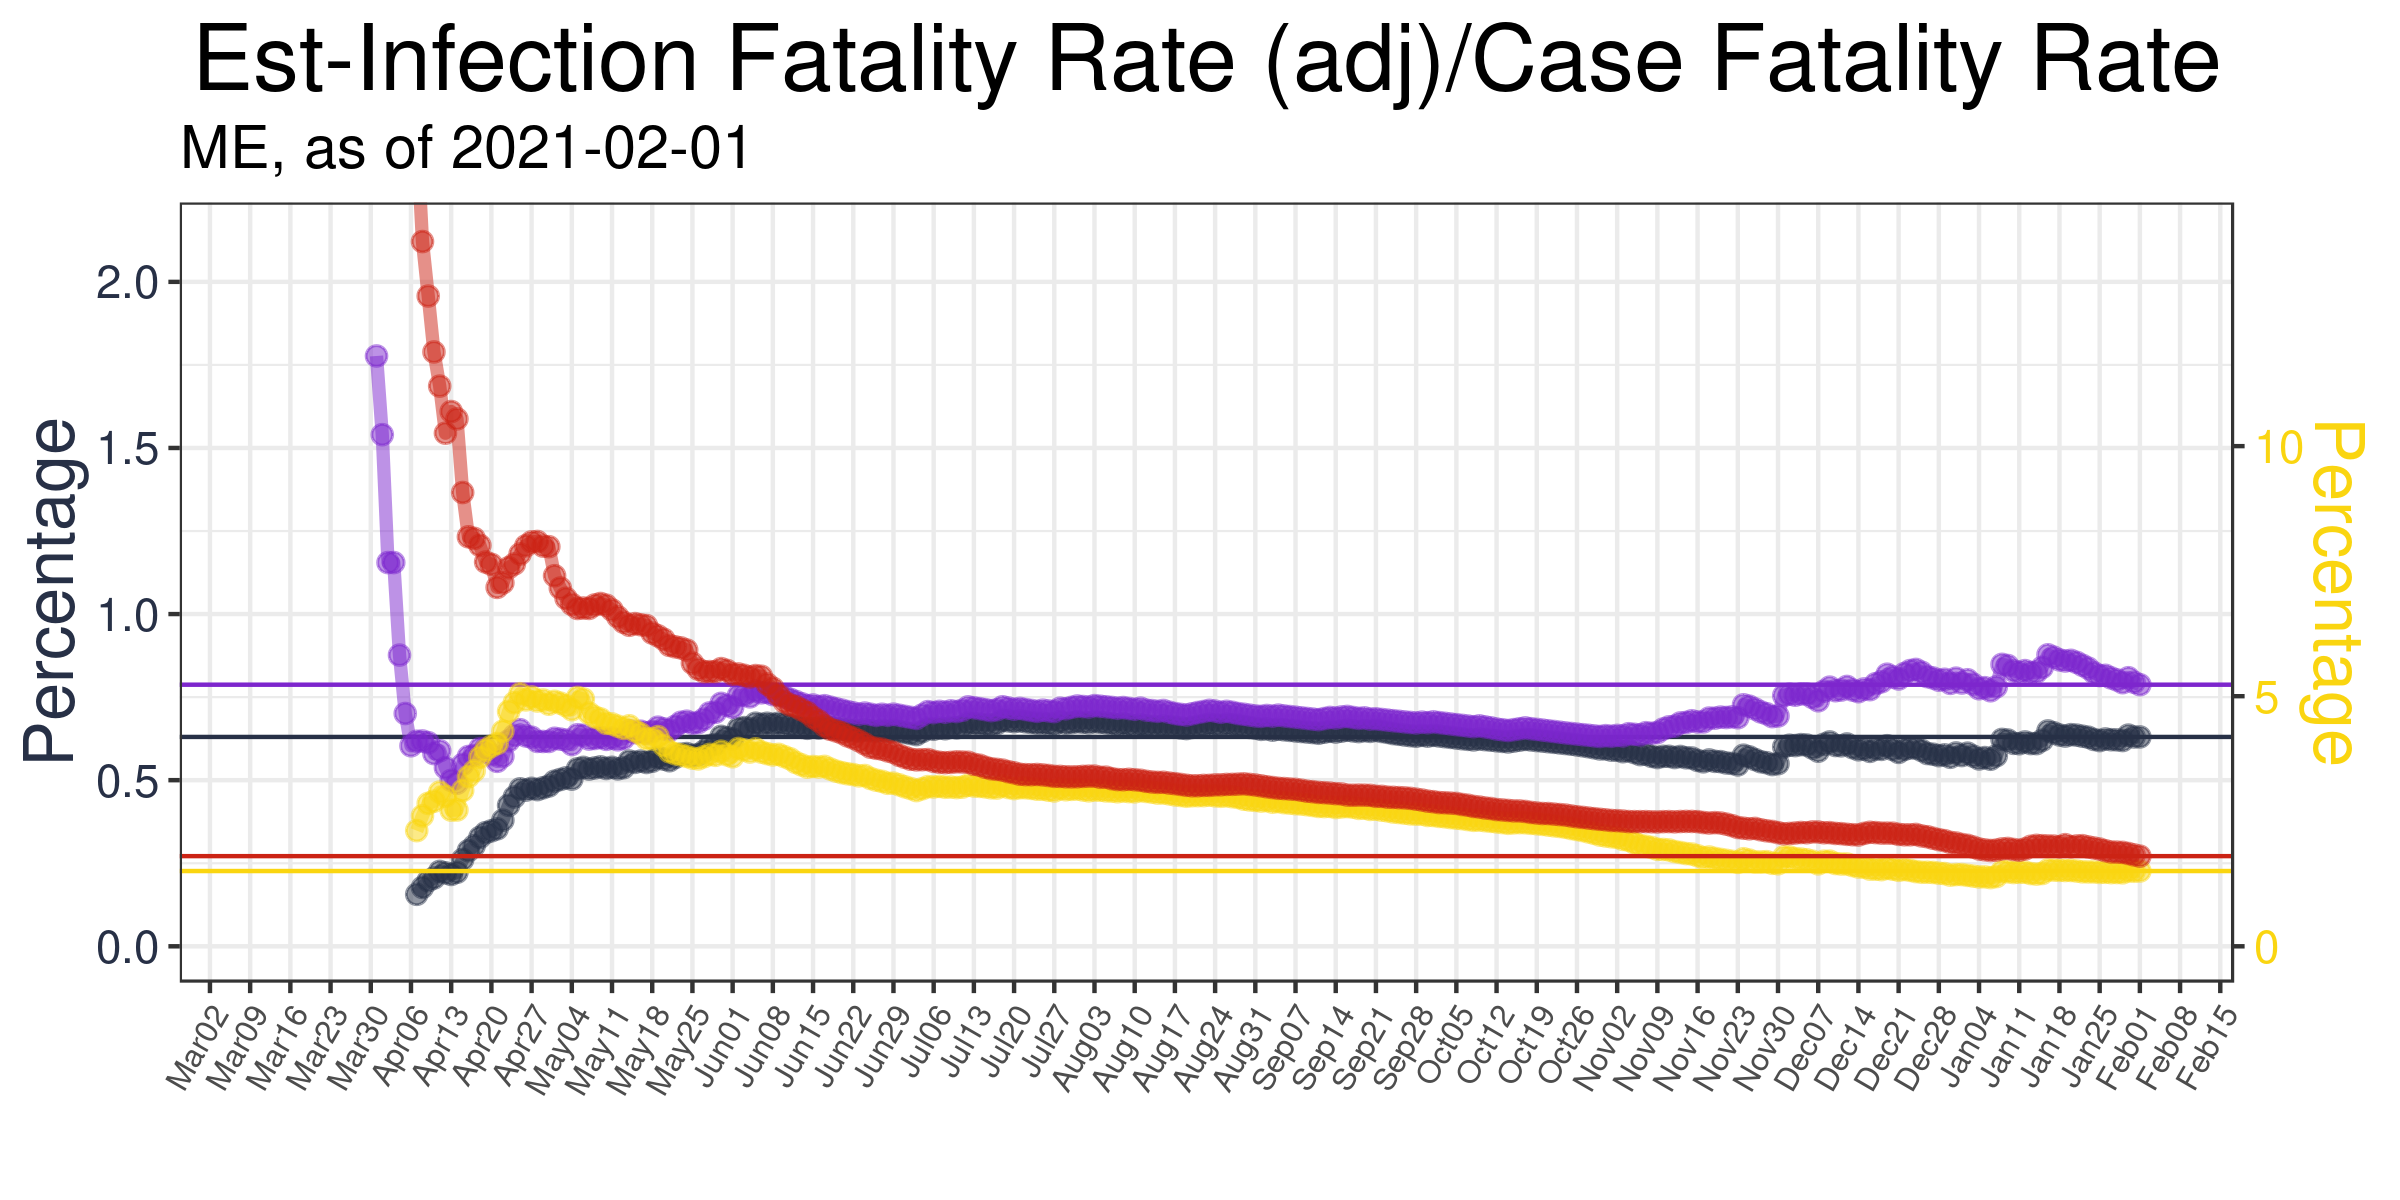 Est-Infection Fatality Rate (adj)/Case Fatality Rate
ME, as of 2021-02-01
Percentage
2.0
1.5
1.0
0.5
0.0
10
5
0
Percentage
Mar02 Mar09 Mar16 Mar23 Mar30 Apr06 Apr13 Apr20 Apr27 May04 May11 May18 May25 Jun01 Jun08 Jun15 Jun22 Jun29 Jul06 Jul13 Jul20 Jul27 Aug03 Aug10 Aug17 Aug24 Aug31 Sep07 Sep14 Sep21 Sep28 Oct05 Oct12 Oct19 Oct26 Nov02 Nov09 Nov16 Nov23 Nov30 Dec07 Dec14 Dec21 Dec28 Jan04 Jan11 Jan18 Jan25 Feb01 Feb08 Feb15